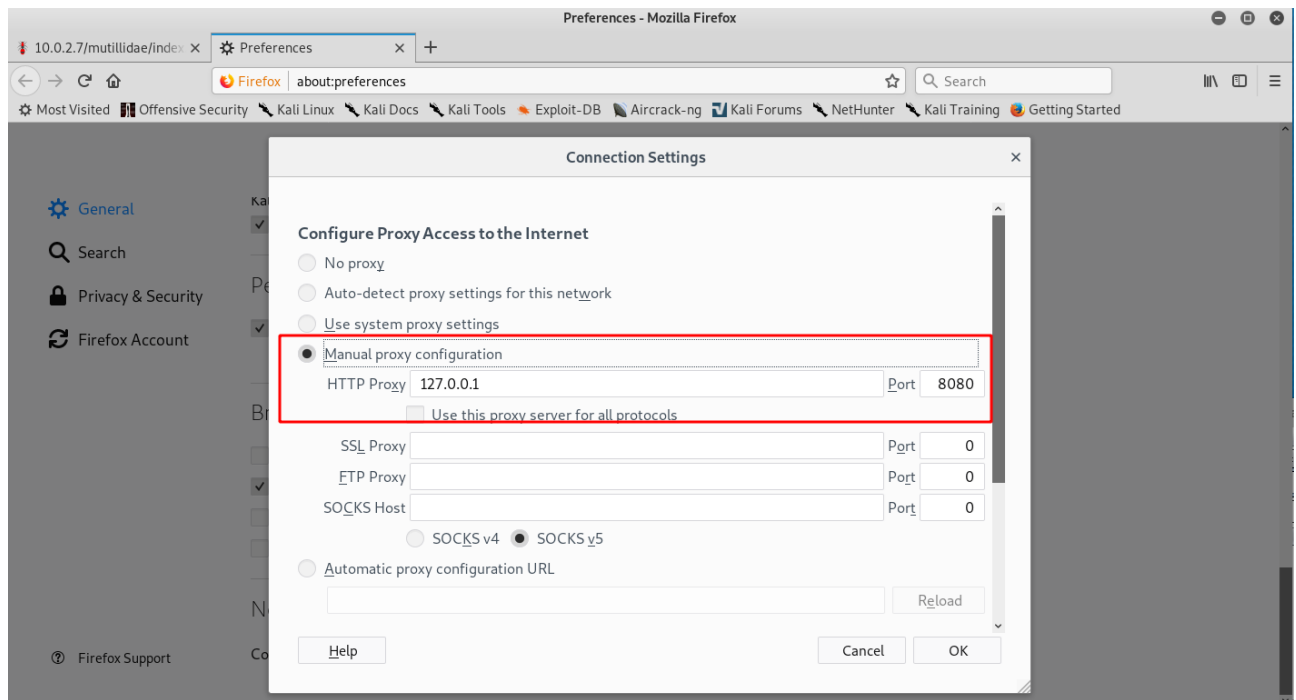 Preferences - Mozilla Firefox
10.0.2.7/mutillidae/index
Preferences
Firefox about:preferences Search
Most Visited Offensive Security Kali Linux Kali Docs Kali Tools Exploit-DB Aircrack-ng Kali Forums NetHunter Kali Training Getting Started
Connection Settings
General
Search
Privacy & Security
Firefox Account
Firefox Support
Configure Proxy Access to the Internet
No proxy
Auto-detect proxy settings for this network
Use system proxy settings
Manual proxy configuration
HTTP Proxy 127.0.0.1 Port 8080
Use this proxy server for all protocols
SSL Proxy Port 0
FTP Proxy Port 0
SOCKS Host Port 0
SOCKS v4 SOCKS v5
Automatic proxy configuration URL
Reload
Help Cancel OK